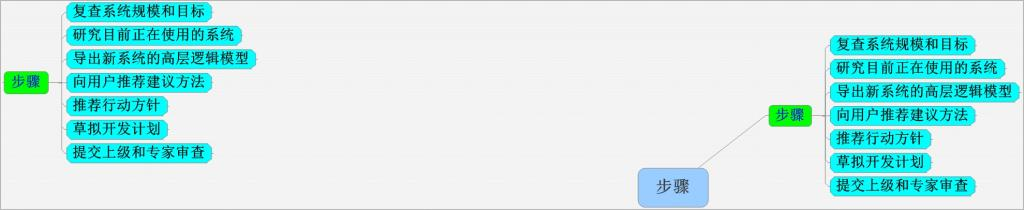 复查系统规模和目标
研究目前正在使用的系统
导出新系统的高层逻辑模型
步骤
向用户推荐建议方法
推荐行动方针
草拟开发计划
提交上级和专家审查
复查系统规模和目标
研究目前正在使用的系统
导出新系统的高层逻辑模型
步骤
向用户推荐建议方法
推荐行动方针
草拟开发计划
提交上级和专家审查
步骤